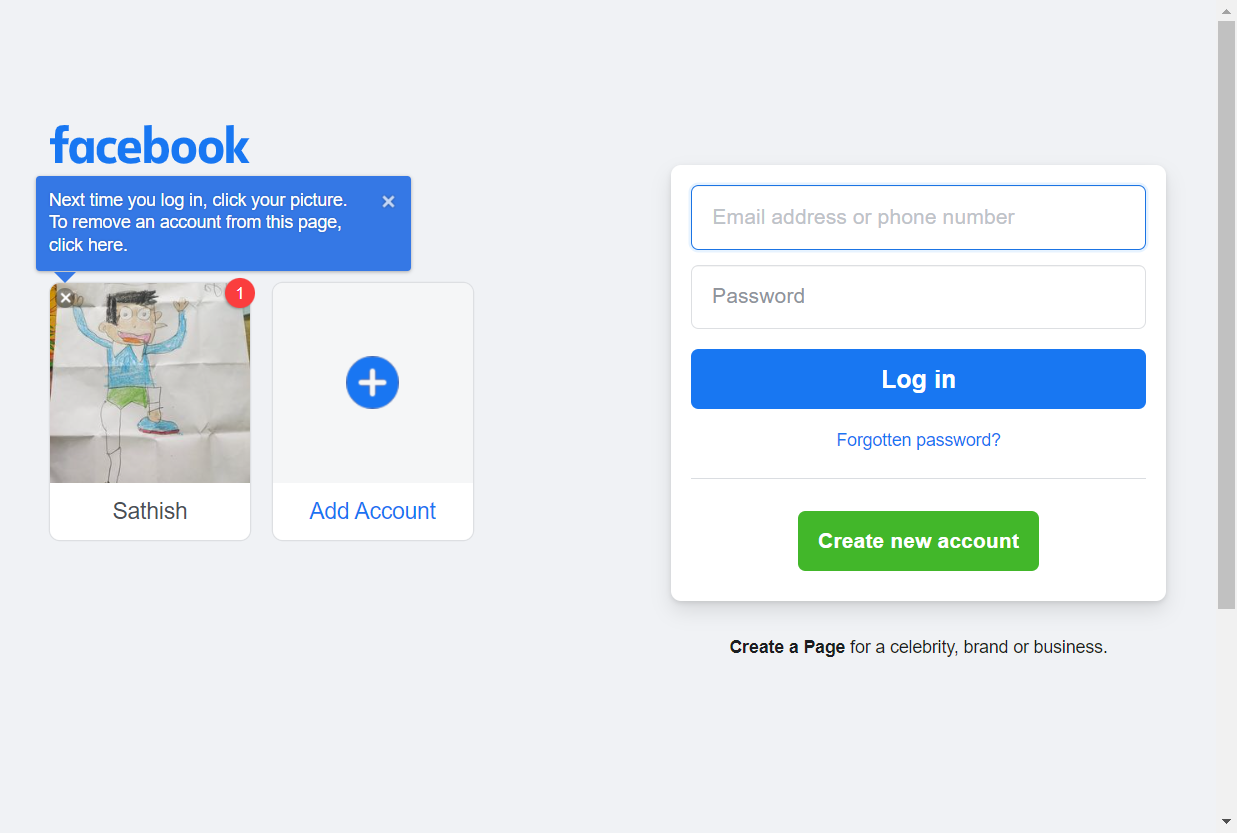 facebook
Next time you log in, click your picture.
To remove an account from this page,
click here.
1
Sathish
Add Account
Email address or phone number
Password
Log in
Forgotten password?
Create new account
Create a Page for a celebrity, brand or business.